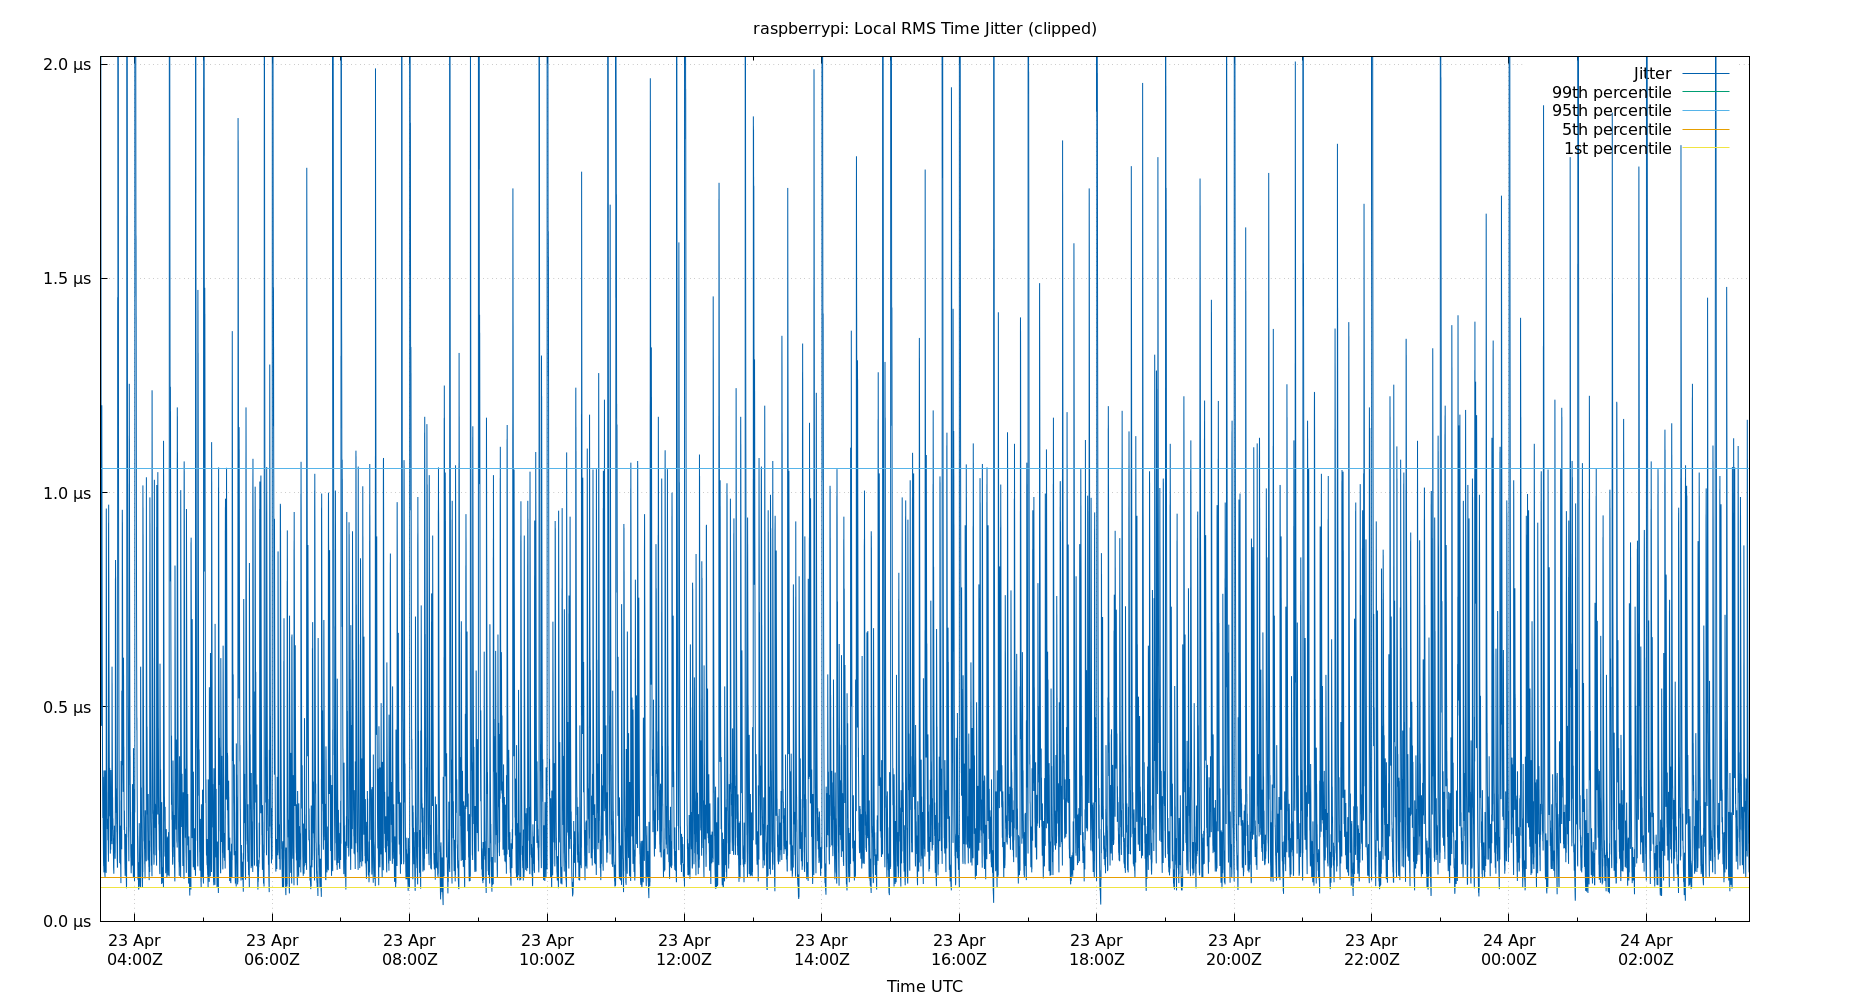 raspberrypi: Local RMS Time Jitter (clipped)
2.0 µs
1.5 µs
1.0 µs
0.5 µs
0.0 µs
Jitter
99th percentile
95th percentile
5th percentile
1st percentile
23 Apr 23 Apr 23 Apr 23 Apr 23 Apr 23 Apr 23 Apr 23 Apr 23 Apr 23 Apr 24 Apr 24 Apr
04:00Z 06:00Z 08:00Z 10:00Z 12:00Z 14:00Z 16:00Z 18:00Z 20:00Z 22:00Z 00:00Z 02:00Z
Time UTC